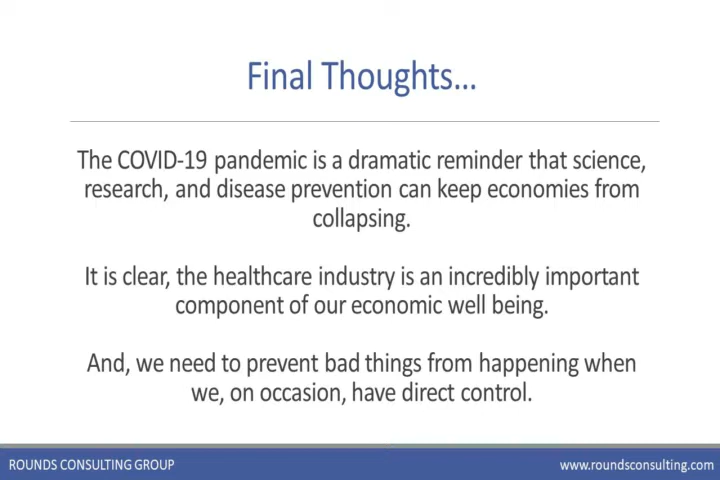 Final Thoughts...
The COVID-19 pandemic is a dramatic reminder that science,
research, and disease prevention can keep economies from
collapsing.
It is clear, the healthcare industry is an incredibly important
component of our economic well being.
And, we need to prevent bad things from happening when
we, on occasion, have direct control.
ROUNDS CONSULTING GROUP
www.roundsconsulting.com